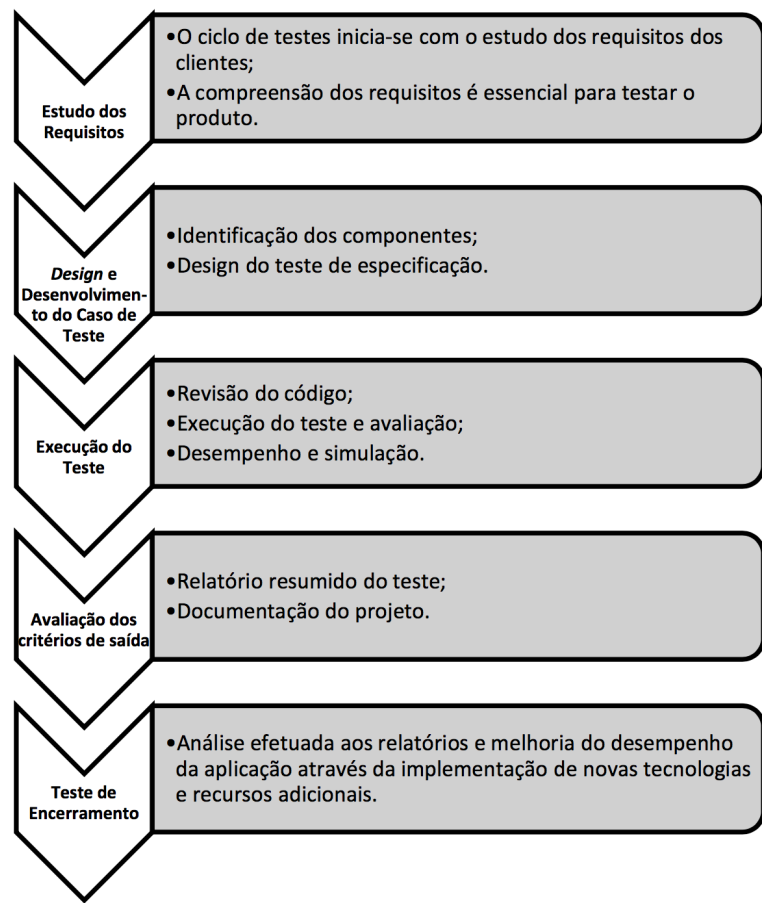 Estudo dos
Requisitos
•O ciclo de testes inicia-se com o estudo dos requisitos dos
clientes;
•A compreensão dos requisitos é essencial para testar o
produto.
Design e
Desenvolvimen-
to do Caso de
Teste
•Identificação dos componentes;
•Design do teste de especificação.
Execução do
Teste
•Revisão do código;
•Execução do teste e avaliação;
•Desempenho e simulação.
Avaliação dos
critérios de saída
•Relatório resumido do teste;
•Documentação do projeto.
Teste de
Encerramento
•Análise efetuada aos relatórios e melhoria do desempenho
da aplicação através da implementação de novas tecnologias
e recursos adicionais.